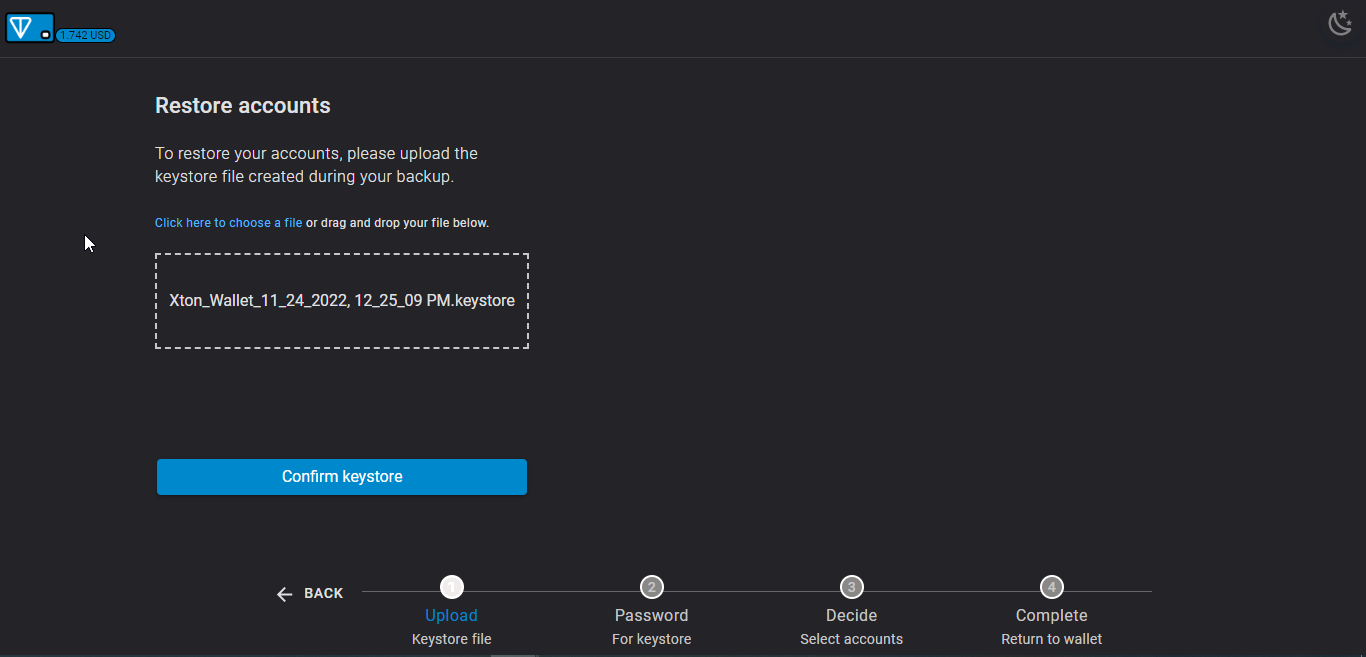 1.742 USD
Restore accounts
To restore your accounts, please upload the
keystore file created during your backup.
Click here to choose a file or drag and drop your file below.
Xton_Wallet_11_24_2022, 12_25_09 PM.keystore
Confirm keystore
BACK
1 2 3 4
Upload Password Decide Complete
Keystore file For keystore Select accounts Return to wallet